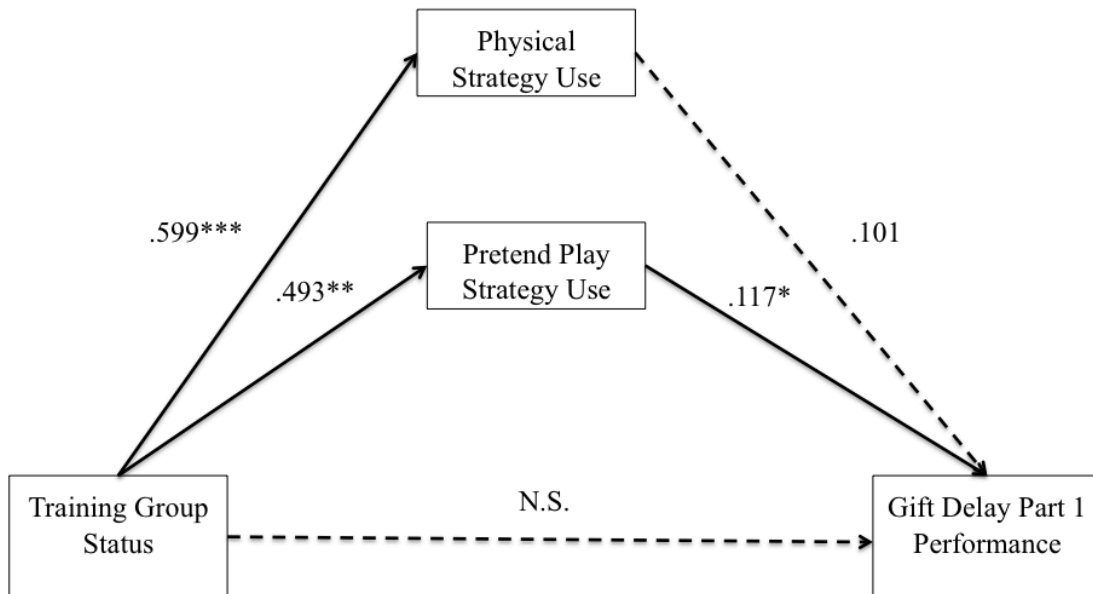 Physical
Strategy Use
.599***
.101
Pretend Play
Strategy Use
.493**
.117*
Training Group
Status
N.S.
Gift Delay Part 1
Performance